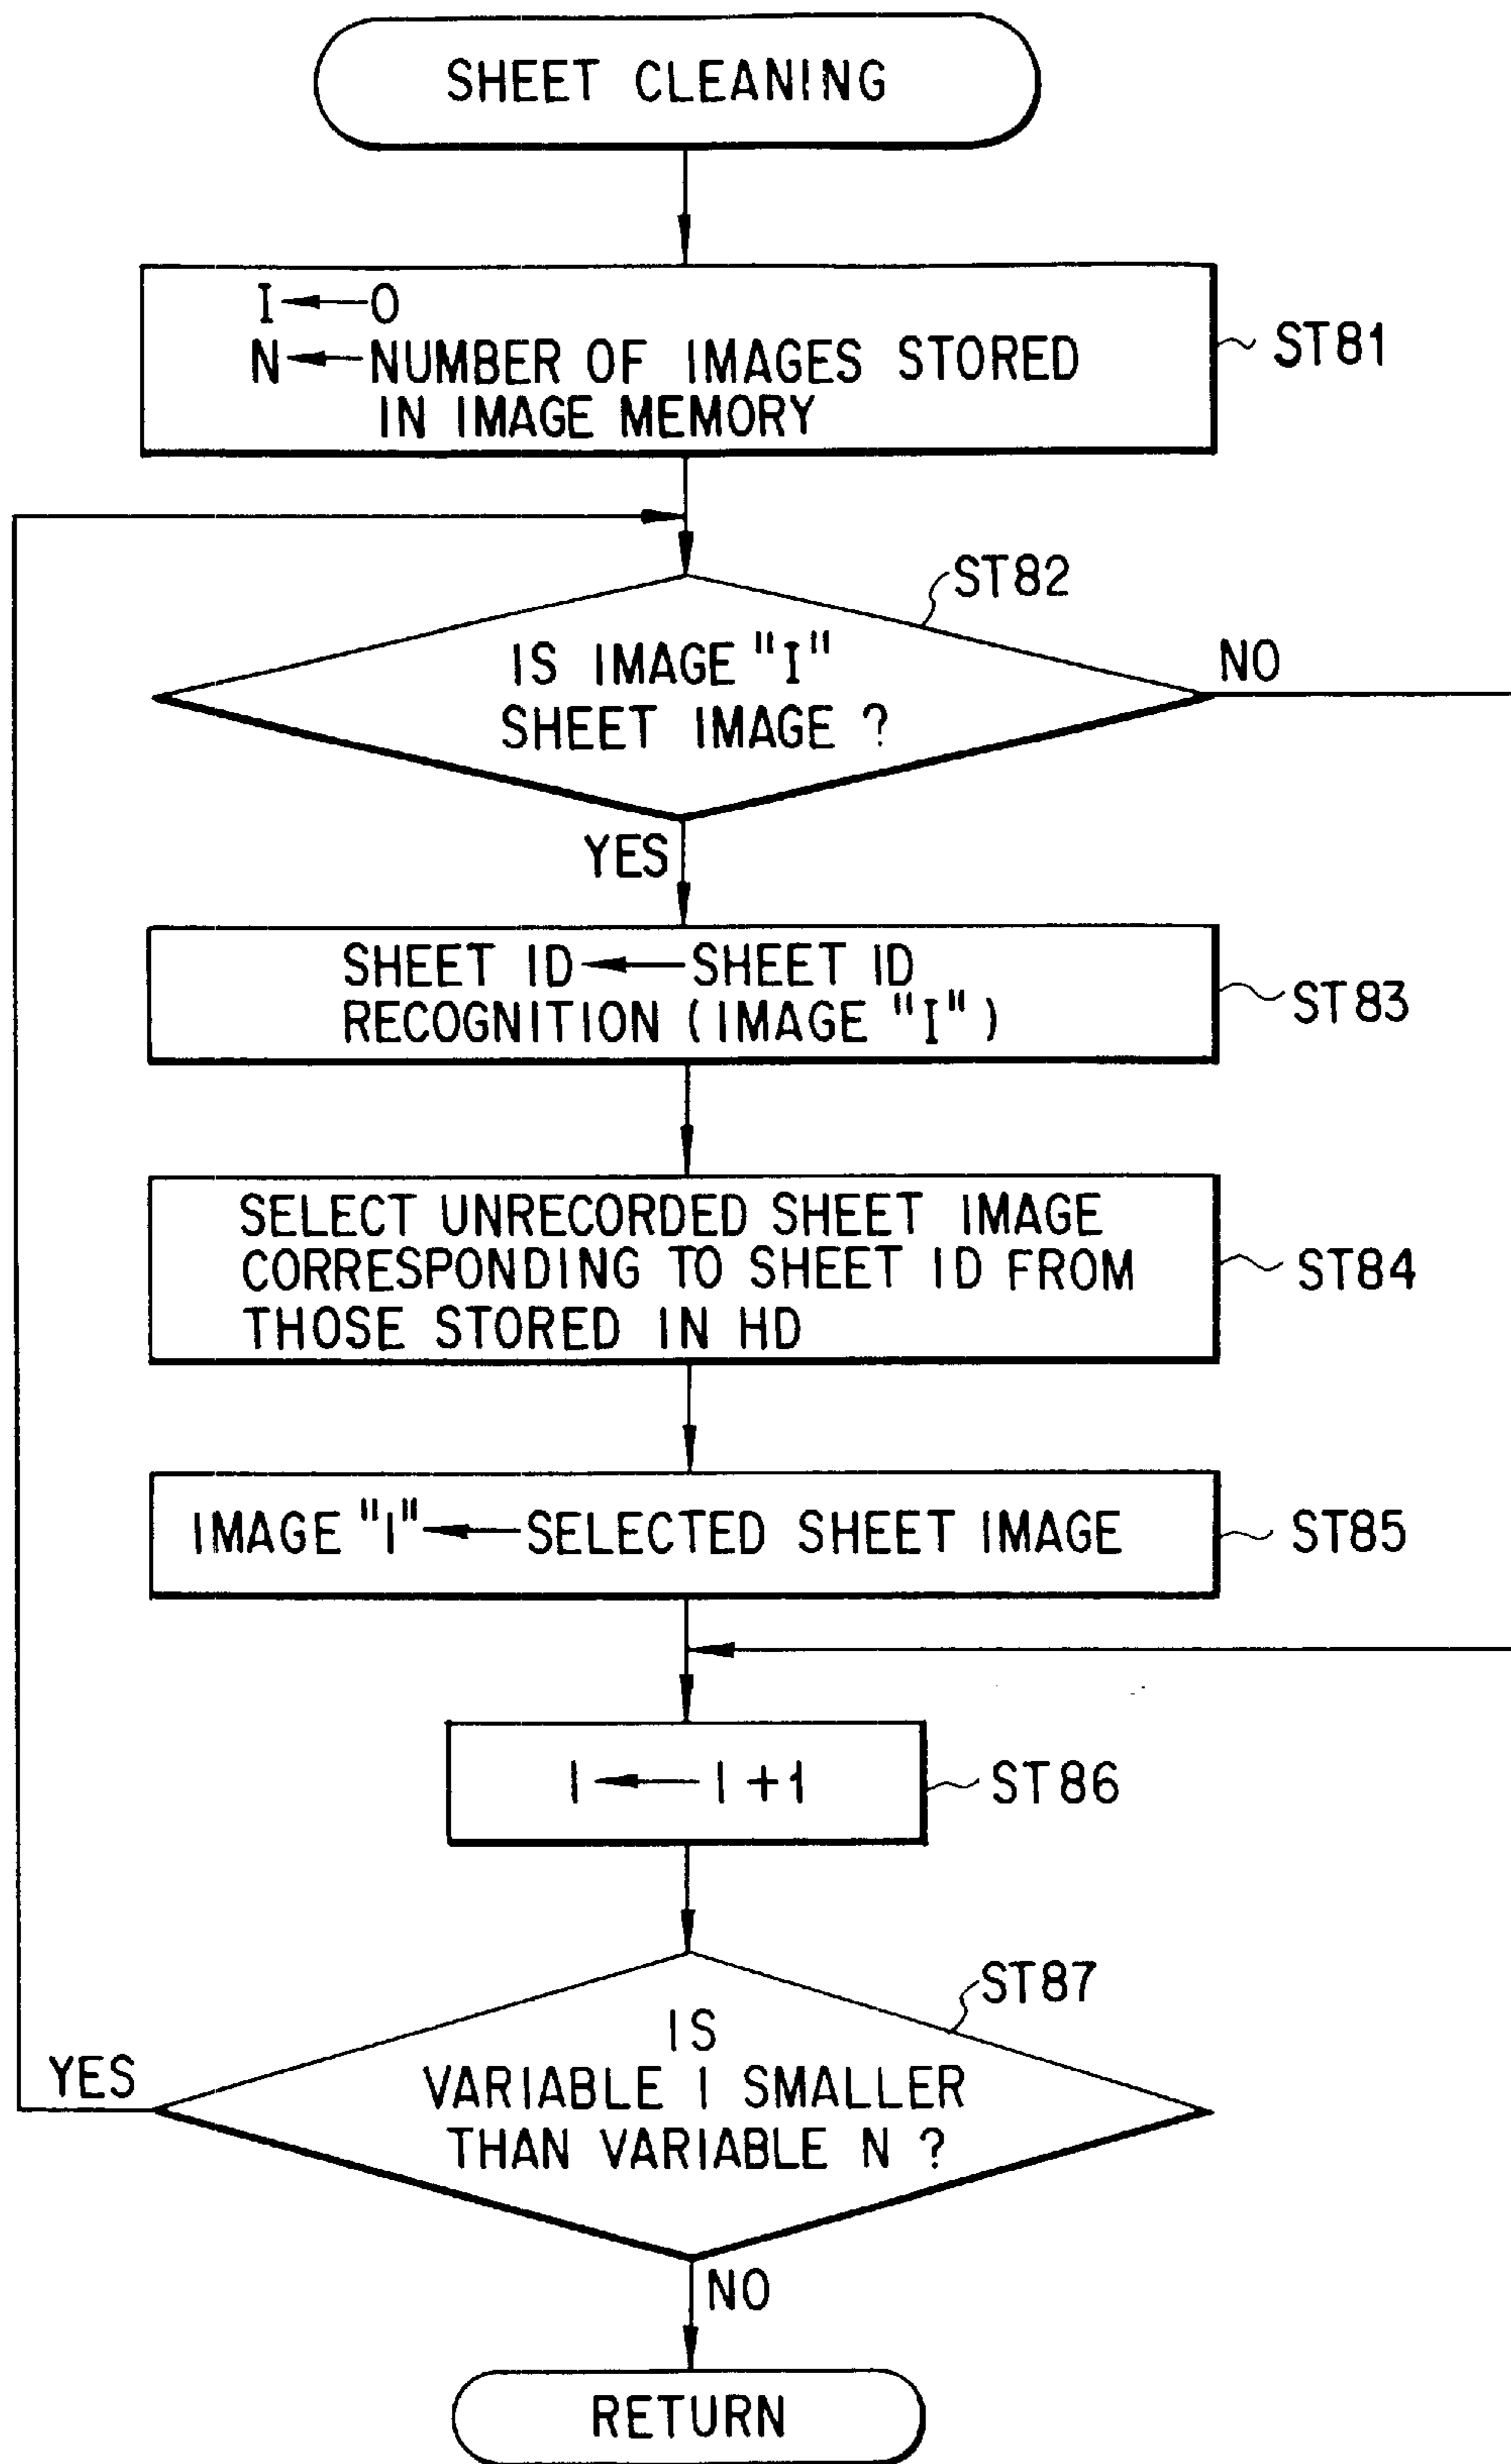 SHEET CLEANING
I←0
N←NUMBER OF IMAGES STORED
IN IMAGE MEMORY
ST81
ST82
IS IMAGE "I"
SHEET IMAGE ?
NO
YES
SHEET ID←SHEET ID
RECOGNITION (IMAGE "I")
ST83
SELECT UNRECORDED SHEET IMAGE
CORRESPONDING TO SHEET ID FROM
THOSE STORED IN HD
ST84
IMAGE "I"←SELECTED SHEET IMAGE
ST85
I←I+1
ST86
ST87
IS
VARIABLE I SMALLER
THAN VARIABLE N ?
YES
NO
RETURN